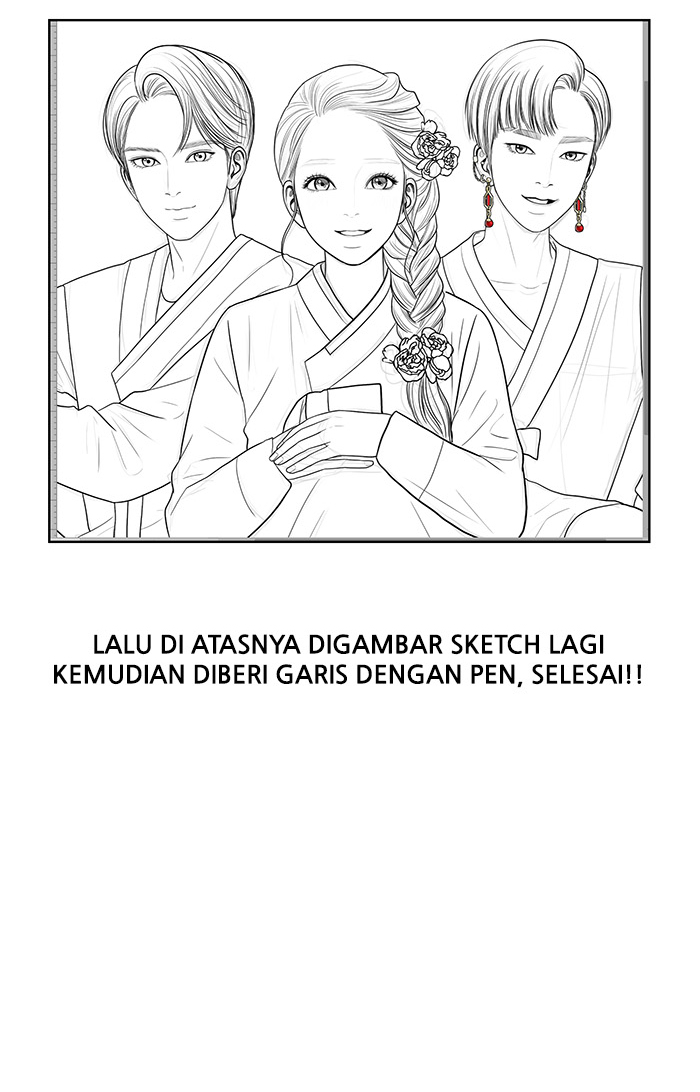 LALU DI ATASNYA DIGAMBAR SKETCH LAGI
KEMUDIAN DIBERI GARIS DENGAN PEN, SELESAI!!